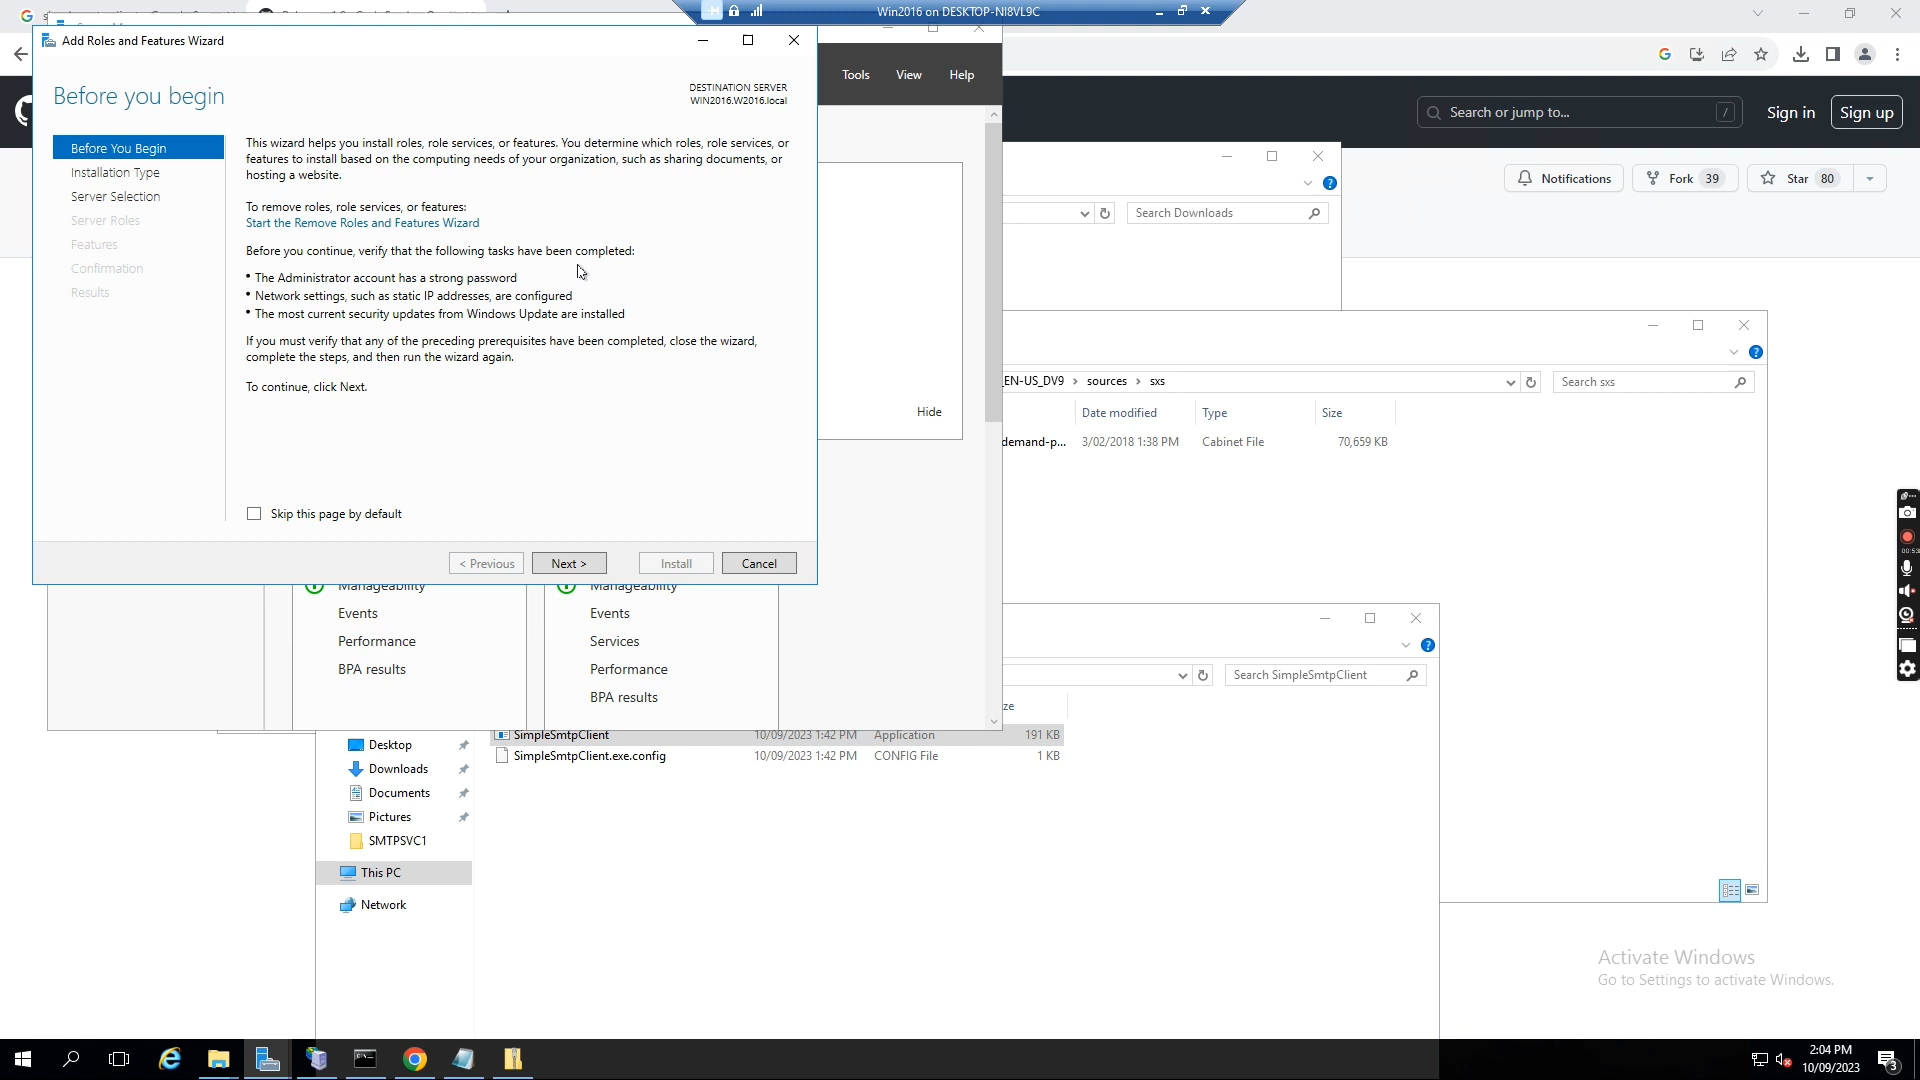 Win2016 on DESKTOP-NI8VL9C
Add Roles and Features Wizard
Tools View Help
Before you begin
DESTINATION SERVER
WIN2016.W2016.local
Search or jump to...
/
Sign in
Sign up
Before You Begin
Installation Type
Server Selection
Server Roles
Features
Confirmation
Results
This wizard helps you install roles, role services, or features. You determine which roles, role services, or
features to install based on the computing needs of your organization, such as sharing documents, or
hosting a website.
To remove roles, role services, or features:
Start the Remove Roles and Features Wizard
Before you continue, verify that the following tasks have been completed:
• The Administrator account has a strong password
• Network settings, such as static IP addresses, are configured
• The most current security updates from Windows Update are installed
If you must verify that any of the preceding prerequisites have been completed, close the wizard,
complete the steps, and then run the wizard again.
To continue, click Next.
Skip this page by default
< Previous
Next >
Install
Cancel
Notifications
Fork 39
Star 80
Search Downloads
EN-US_DV9 > sources > sxs
Search sxs
Date modified Type Size
demand-p... 3/02/2018 1:38 PM Cabinet File 70,659 KB
Hide
Manageability
Events
Performance
BPA results
Manageability
Events
Services
Performance
BPA results
Search SimpleSmtpClient
ze
SimpleSmtpClient 10/09/2023 1:42 PM Application 191 KB
SimpleSmtpClient.exe.config 10/09/2023 1:42 PM CONFIG File 1 KB
Desktop
Downloads
Documents
Pictures
SMTPSVC1
This PC
Network
00:53
Activate Windows
Go to Settings to activate Windows.
2:04 PM
10/09/2023
3